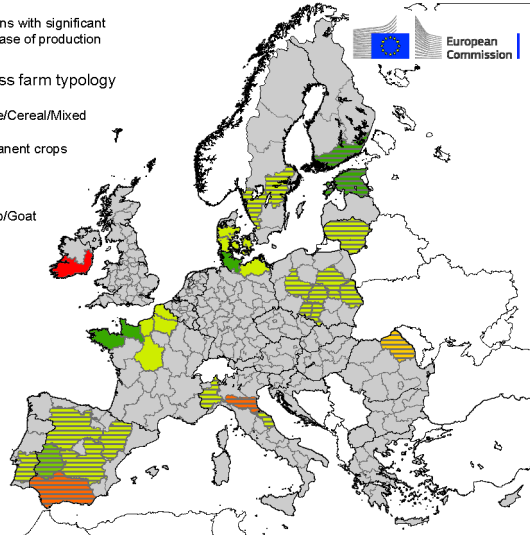 ns with significant
ase of production
ss farm typology
e/Cereal/Mixed
anent crops
o/Goat
European
Commission